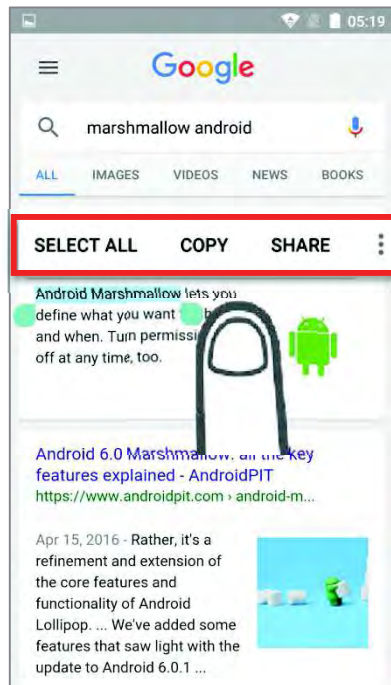 05:19
Google
marshmallow android
ALL IMAGES VIDEOS NEWS BOOKS
SELECT ALL COPY SHARE
Android Marshmallow lets you
define what you want
and when. Turn
off at any time, too.
Android 6.0 Marshmallow: all the key
features explained - AndroidPIT
https://www.androidpit.com › android-m...
Apr 15, 2016 - Rather, it's a
refinement and extension of
the core features and
functionality of Android
Lollipop. ... We've added some
features that saw light with the
update to Android 6.0.1 ...